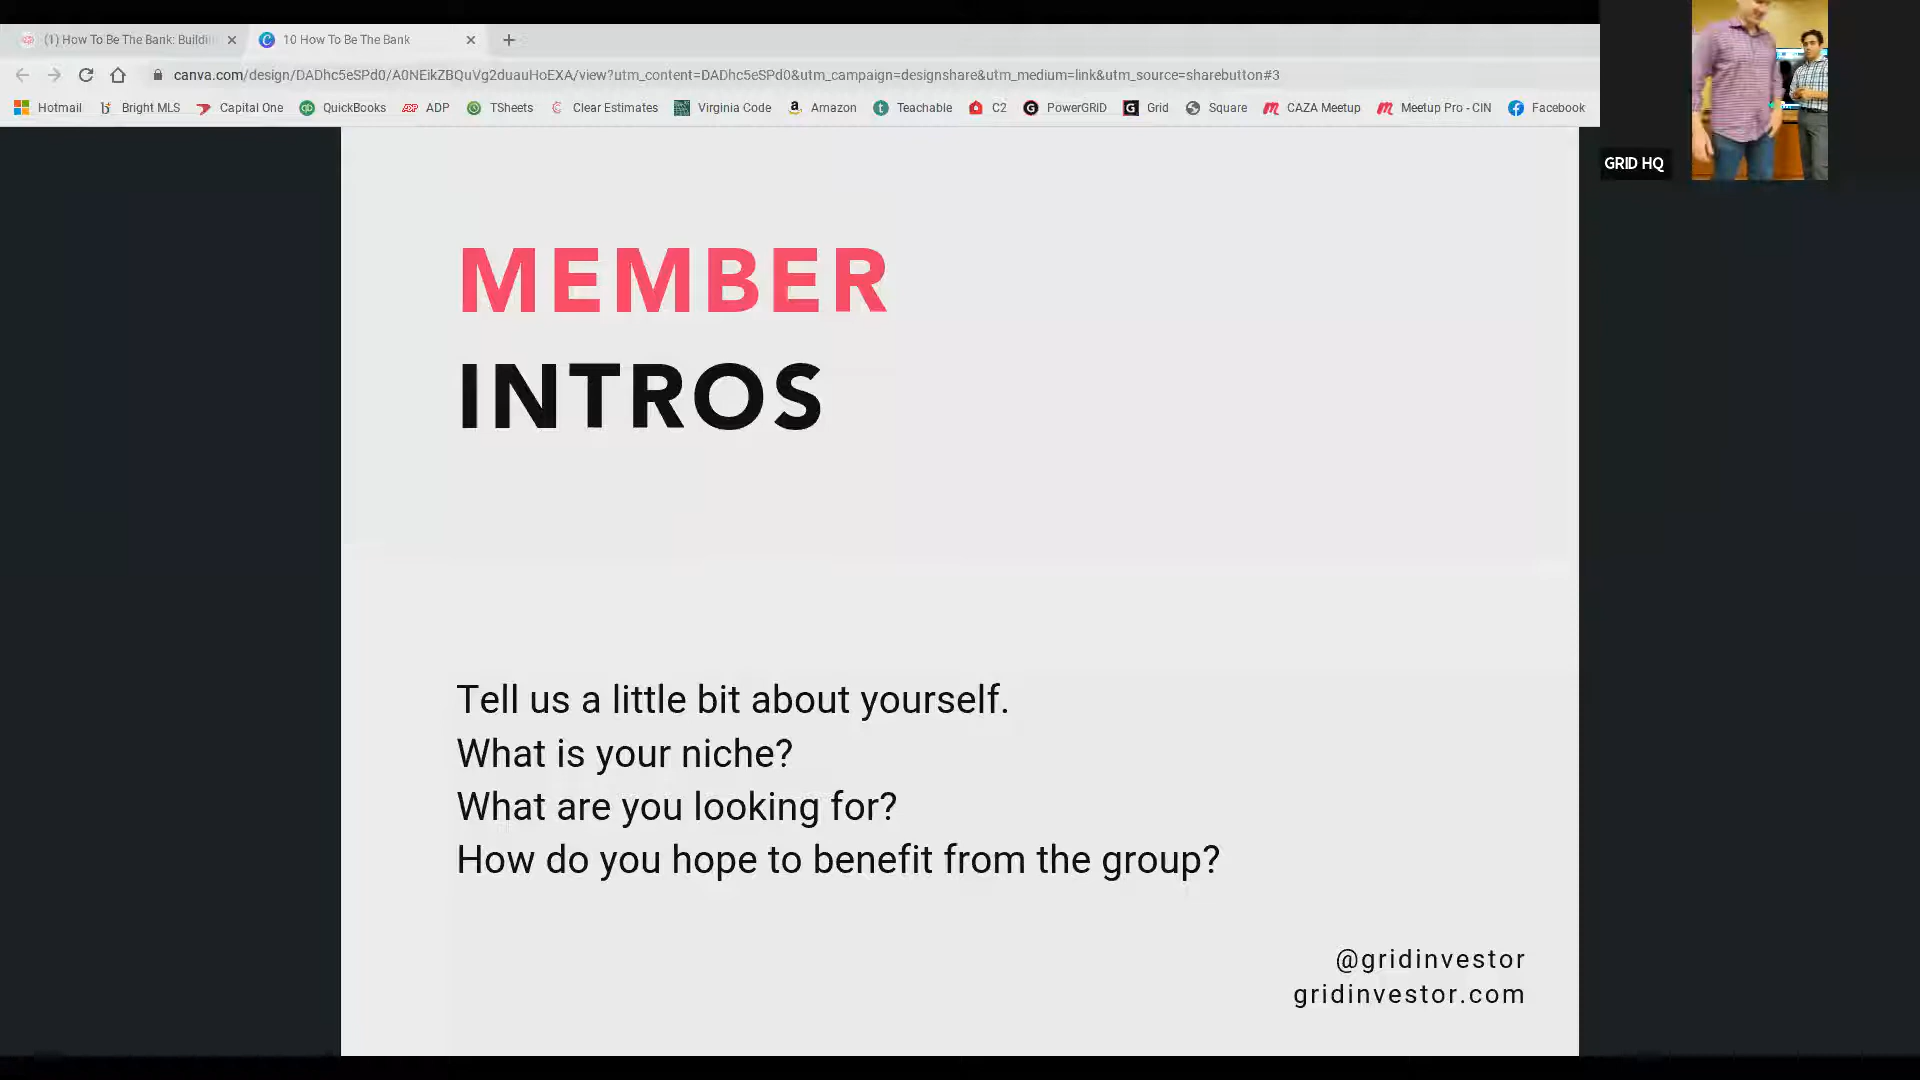 (1) How To Be The Bank: Buildi
10 How To Be The Bank
canva.com/design/DADhc5eSPd0/A0NEikZBQuVg2duauHoEXA/view?utm_content=DADhc5eSPd0&utm_campaign=designshare&utm_medium=link&utm_source=sharebutton#3
Hotmail Bright MLS Capital One QuickBooks ADP TSheets Clear Estimates Virginia Code Amazon Teachable C2 PowerGRID Grid Square CAZA Meetup Meetup Pro - CIN Facebook
GRID HQ
MEMBER
INTROS
Tell us a little bit about yourself.
What is your niche?
What are you looking for?
How do you hope to benefit from the group?
@gridinvestor
gridinvestor.com